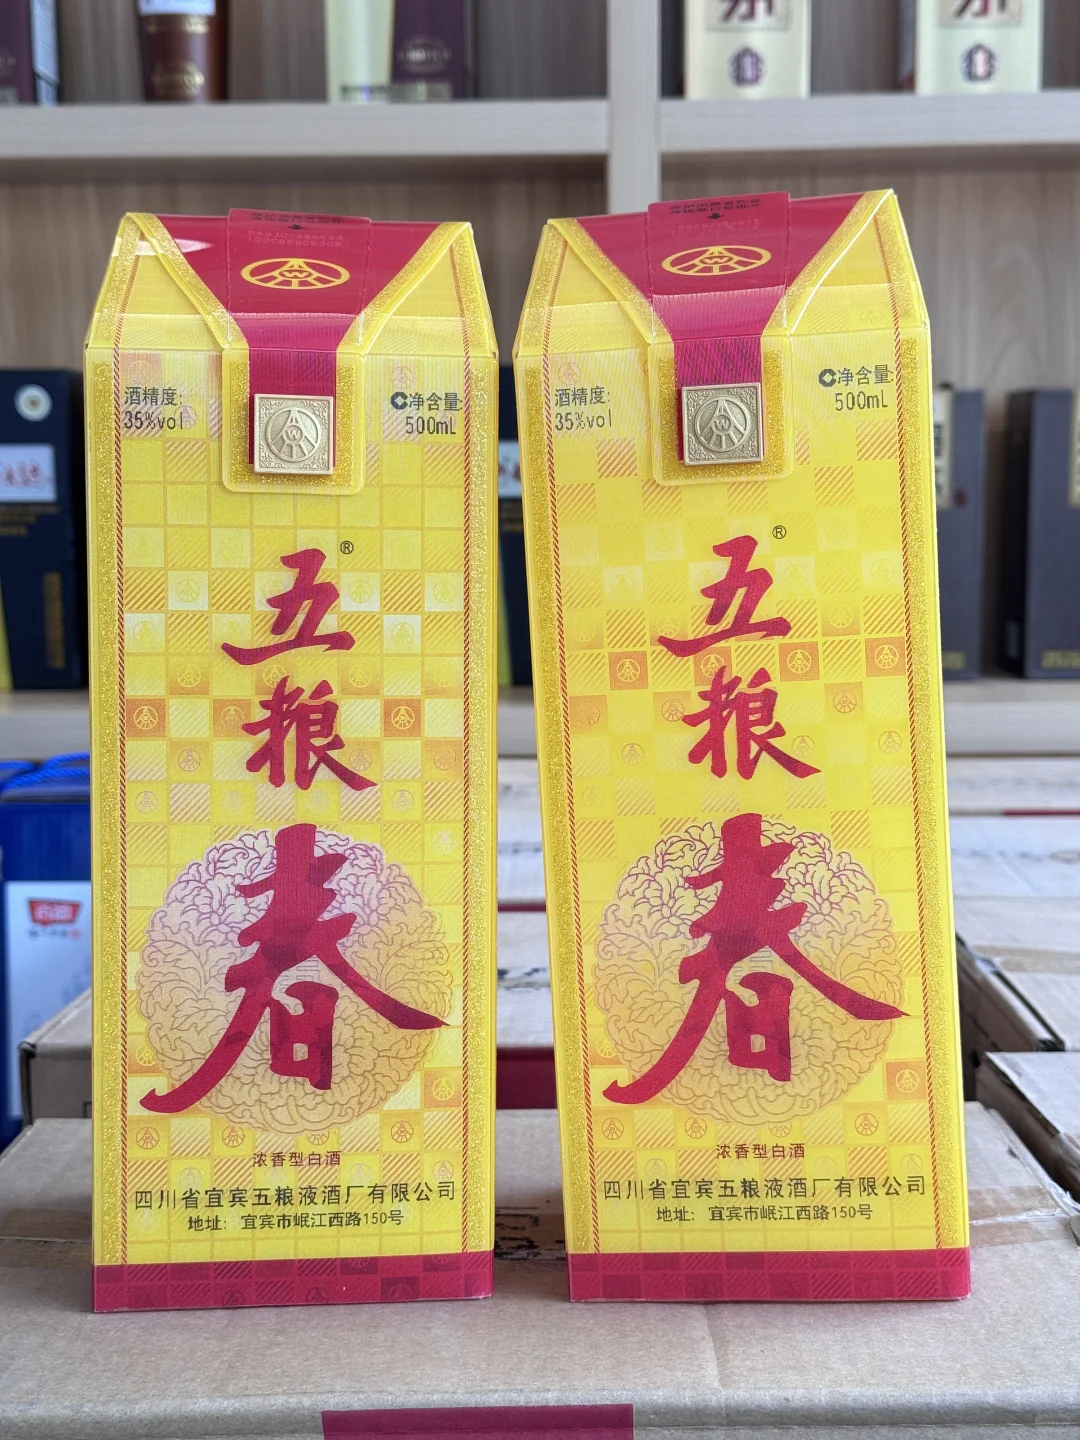 酒精度:
35%vol
C净含量:
500mL
五®
粮
春
浓香型白酒
四川省宜宾五粮液酒厂有限公司
地址: 宜宾市岷江西路150号
酒精度:
35%vol
C净含量:
500mL
五®
粮
春
浓香型白酒
四川省宜宾五粮液酒厂有限公司
地址: 宜宾市岷江西路150号